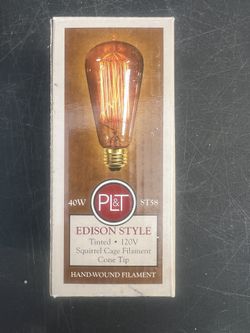 40W PL&T ST58
EDISON STYLE
Tinted • 120V
Squirrel Cage Filament
Cone Tip
HAND-WOUND FILAMENT